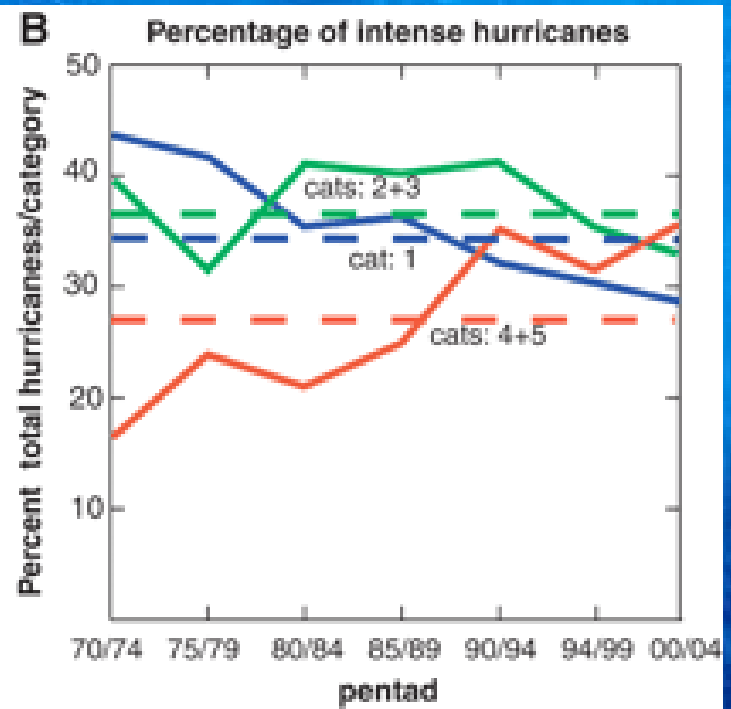 B
Percentage of intense hurricanes
Percent total hurricaness/category
50
40
30
20
10
cats: 2+3
cat: 1
cats: 4+5
70/74 75/79 80/84 85/89 90/94 94/99 00/04
pentad